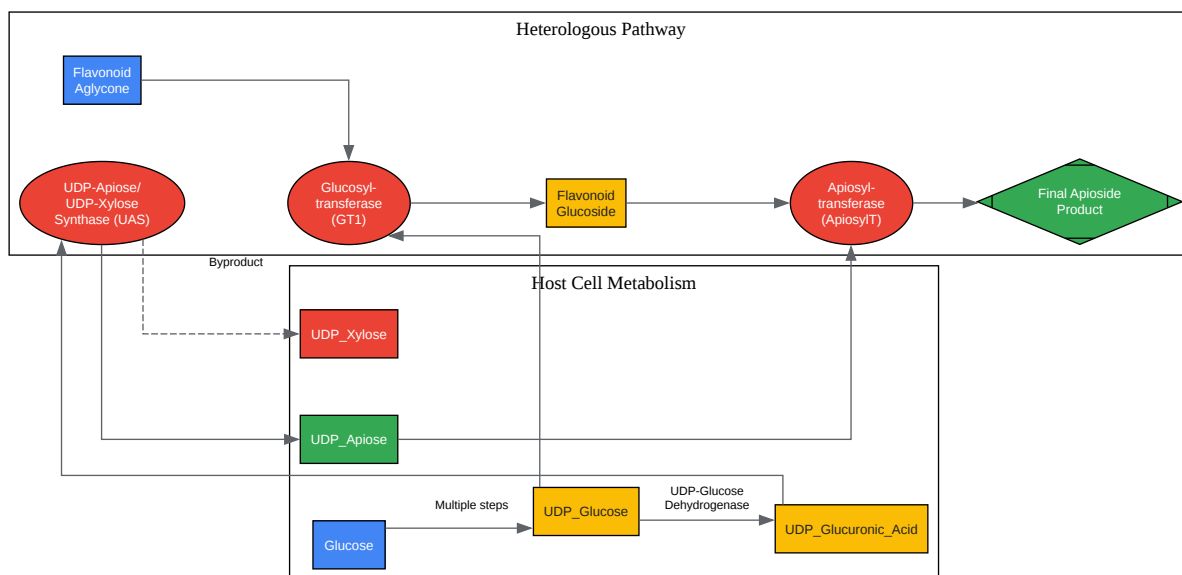 Heterologous Pathway
Flavonoid
Aglycone
UDP-Apiose/
UDP-Xylose
Synthase (UAS)
Glucosyl-
transferase
(GT1)
Flavonoid
Glucoside
Apiosyl-
transferase
(ApiosylT)
Final Apioside
Product
Byproduct
Host Cell Metabolism
UDP_Xylose
UDP_Apiose
Multiple steps
UDP-Glucose
Dehydrogenase
Glucose
UDP_Glucose
UDP_Glucuronic_Acid